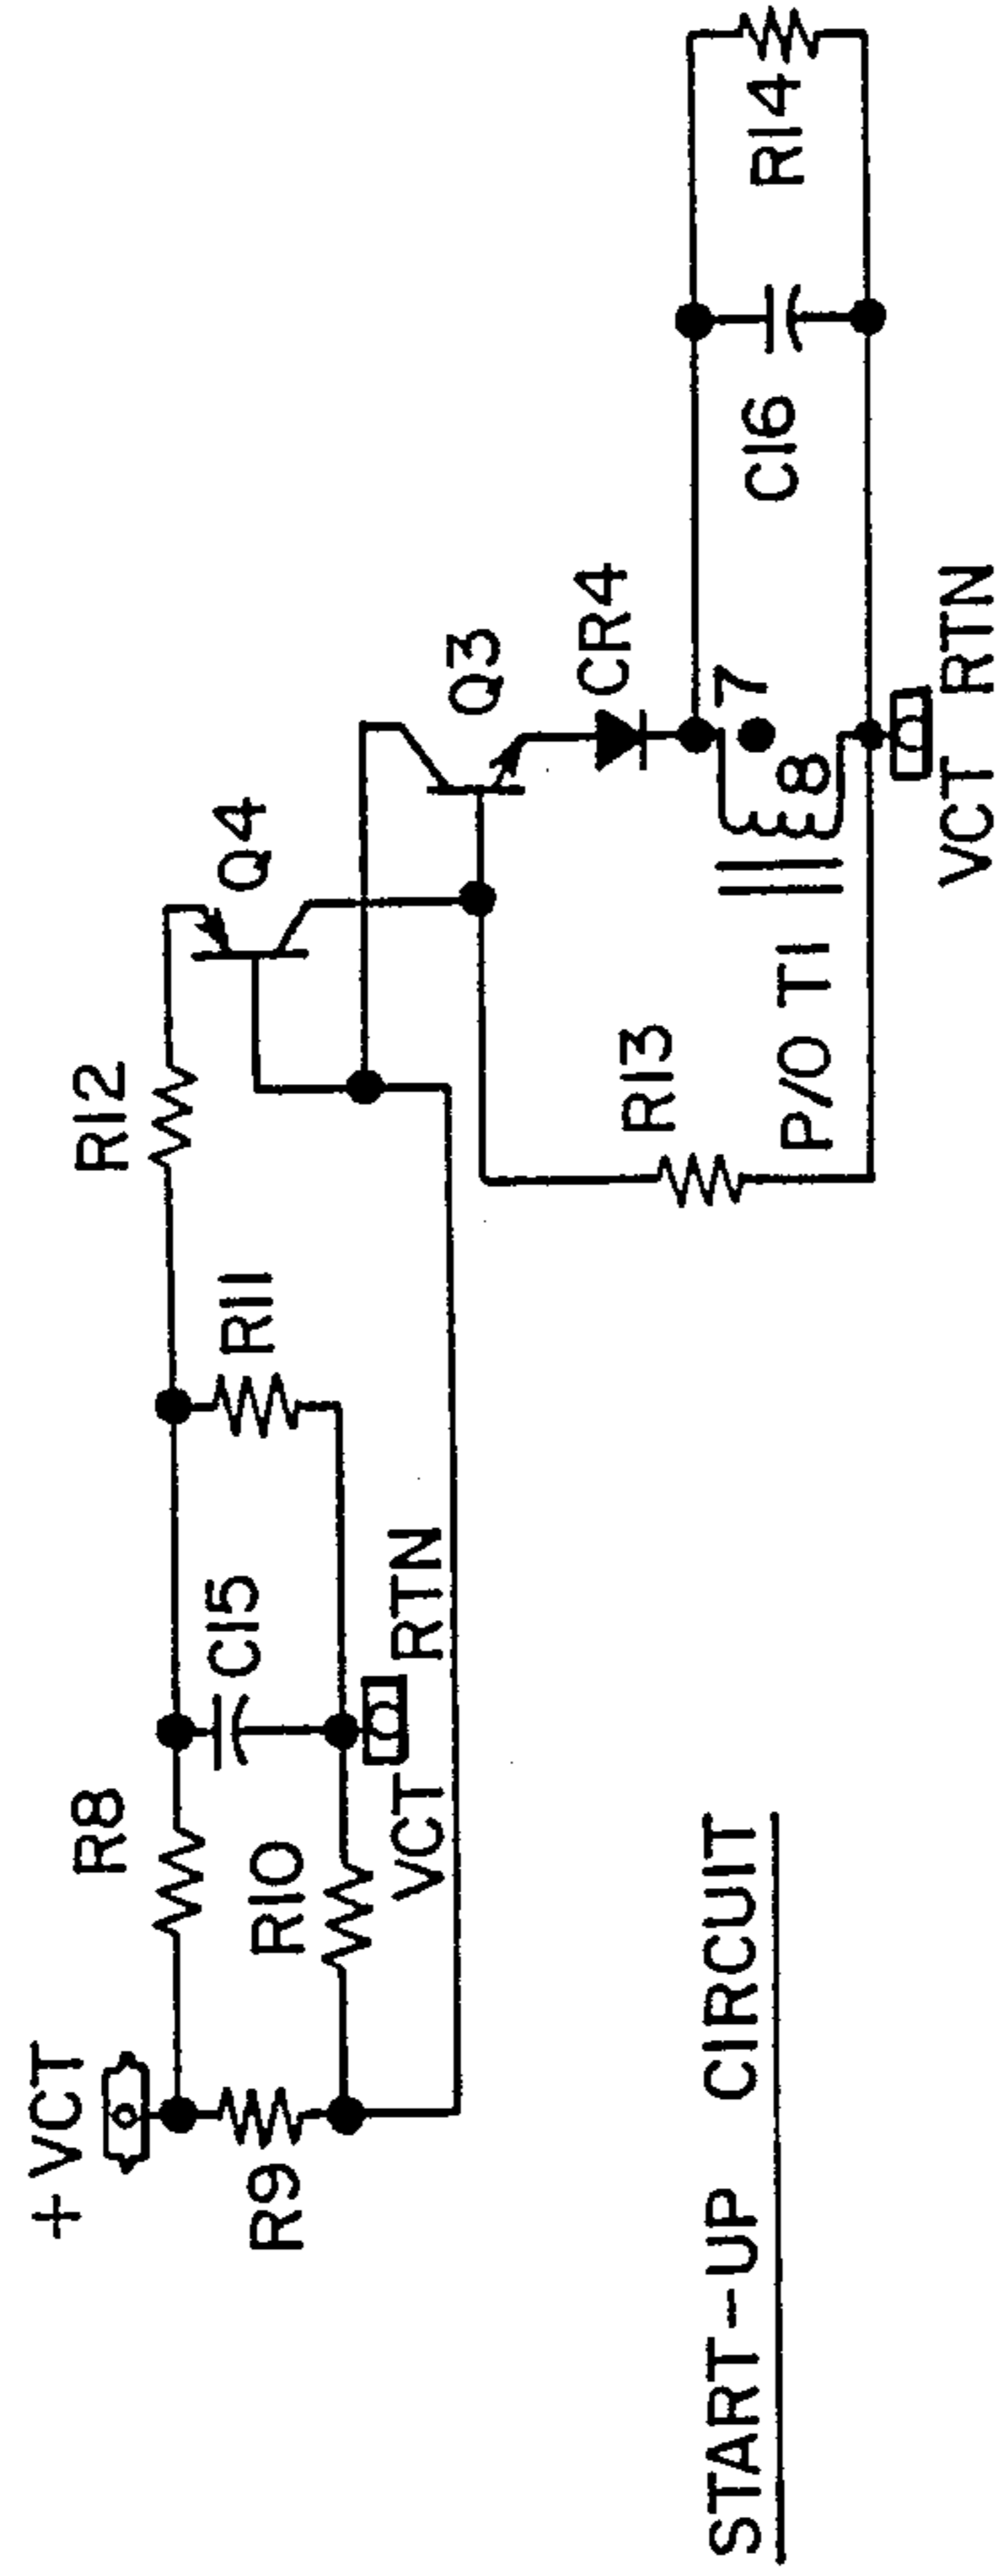 +VCT
R8
R12
R9
R10
C15
R11
Q4
VCT RTN
Q3
R13
CR4
P/O T1
8
7
C16
R14
VCT RTN
START-UP CIRCUIT